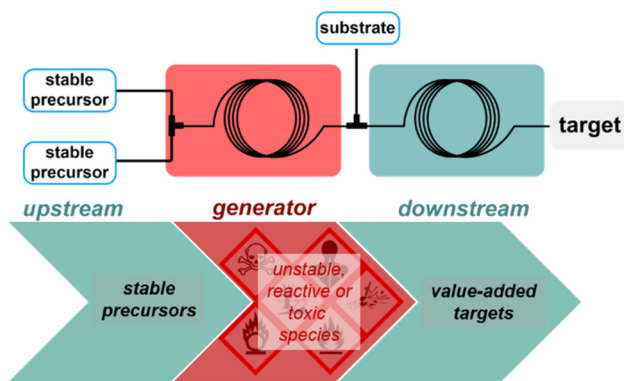 substrate
stable
precursor
stable
precursor
target
upstream
generator
downstream
stable
precursors
unstable,
reactive or
toxic
species
value-added
targets